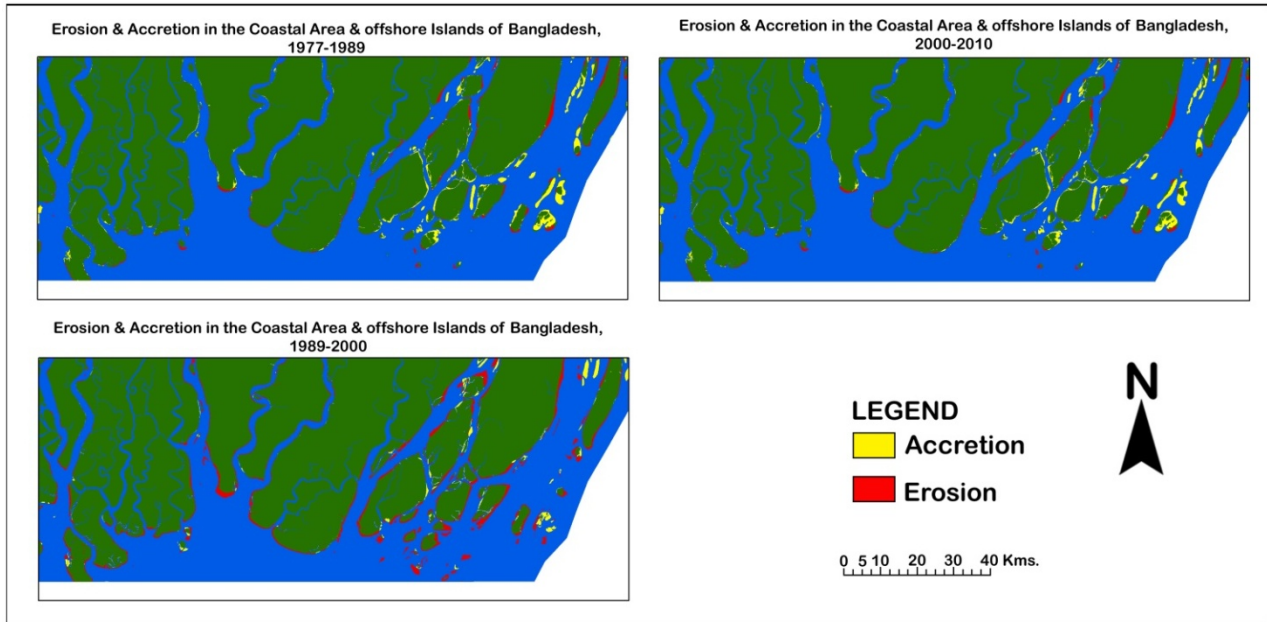 Erosion & Accretion in the Coastal Area & offshore Islands of Bangladesh,
1977-1989
Erosion & Accretion in the Coastal Area & offshore Islands of Bangladesh,
2000-2010
Erosion & Accretion in the Coastal Area & offshore Islands of Bangladesh,
1989-2000
N
LEGEND
Accretion
Erosion
0 5 10 20 30 40 Kms.